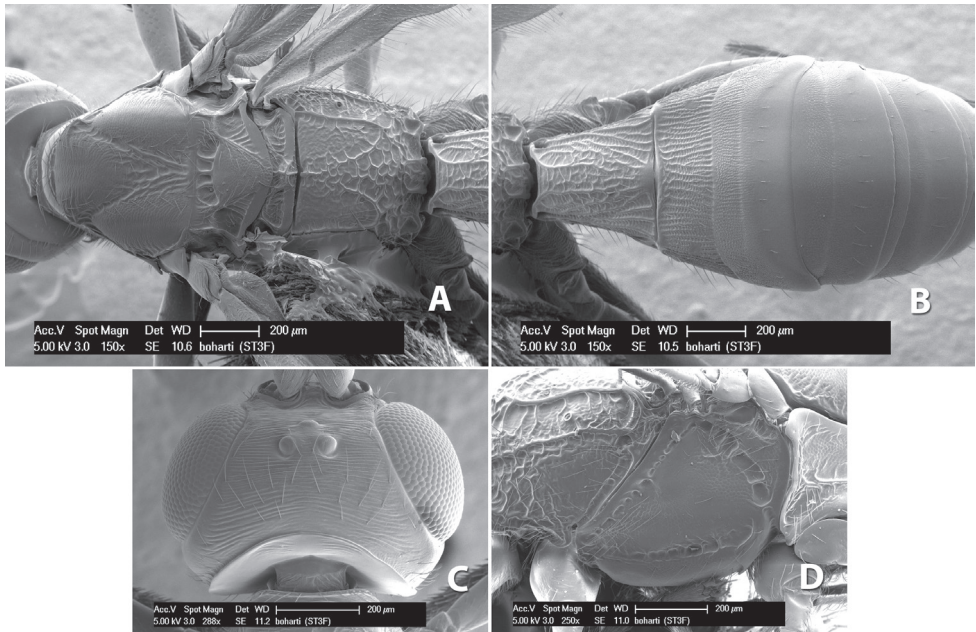 A
Acc.V Spot Magn Det WD 200 µm
5.00 kV 3.0 150x SE 10.6 boharti (ST3F)
B
Acc.V Spot Magn Det WD 200 µm
5.00 kV 3.0 150x SE 10.5 boharti (ST3F)
C
Acc.V Spot Magn Det WD 200 µm
5.00 kV 3.0 288x SE 11.2 boharti (ST3F)
D
Acc.V Spot Magn Det WD 200 µm
5.00 kV 3.0 250x SE 11.0 boharti (ST3F)